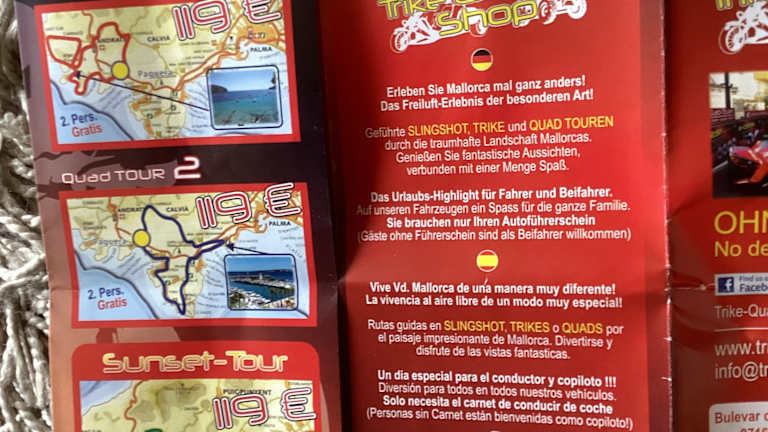 119 €
ANDRATX
CALVIÀ
PALMA
Paguera
2. Pers.
Gratis
Quad TOUR 2
119 €
CALVIÀ
PALMA
2. Pers.
Gratis
Sunset-Tour
119 €
PUIGPUNYENT
Trike
shop
Erleben Sie Mallorca mal ganz anders!
Das Freiluft-Erlebnis der besonderen Art!
Geführte SLINGSHOT, TRIKE und QUAD TOUREN
durch die traumhafte Landschaft Mallorcas.
Genießen Sie fantastische Aussichten,
verbunden mit einer Menge Spaß.
Das Urlaubs-Highlight für Fahrer und Beifahrer.
Auf unseren Fahrzeugen ein Spass für die ganze Familie.
Sie brauchen nur Ihren Autoführerschein
(Gäste ohne Führerschein sind als Beifahrer willkommen)
Vive Vd. Mallorca de una manera muy diferente!
La vivencia al aire libre de un modo muy especial!
Rutas guidas en SLINGSHOT, TRIKES o QUADS por
el paisaje impresionante de Mallorca. Divertirse y
disfrute de las vistas fantasticas.
Un dia especial para el conductor y copiloto !!!
Diversión para todos en todos nuestros vehículos.
Solo necesita el carnet de conducir de coche
(Personas sin Carnet están bienvenidas como copiloto!)
OHN
No de
Find us
Faceb
Trike-Qua
www.tri
info@tr
Bulevar d